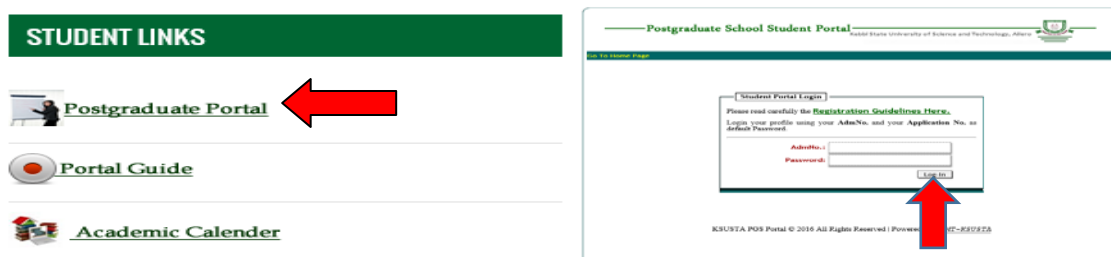 STUDENT LINKS
Postgraduate Portal
Portal Guide
Academic Calender
Postgraduate School Student Portal
Kebbi State University of Science and Technology, Aliero
Go To Home Page
Student Portal Login
Please read carefully the Registration Guidelines Here.
Login your profile using your AdmNo. and your Application No. as
default Password.
AdmNo.:
Password:
Log in
KSUSTA POS Portal © 2016 All Rights Reserved | Powered -KSUSTA